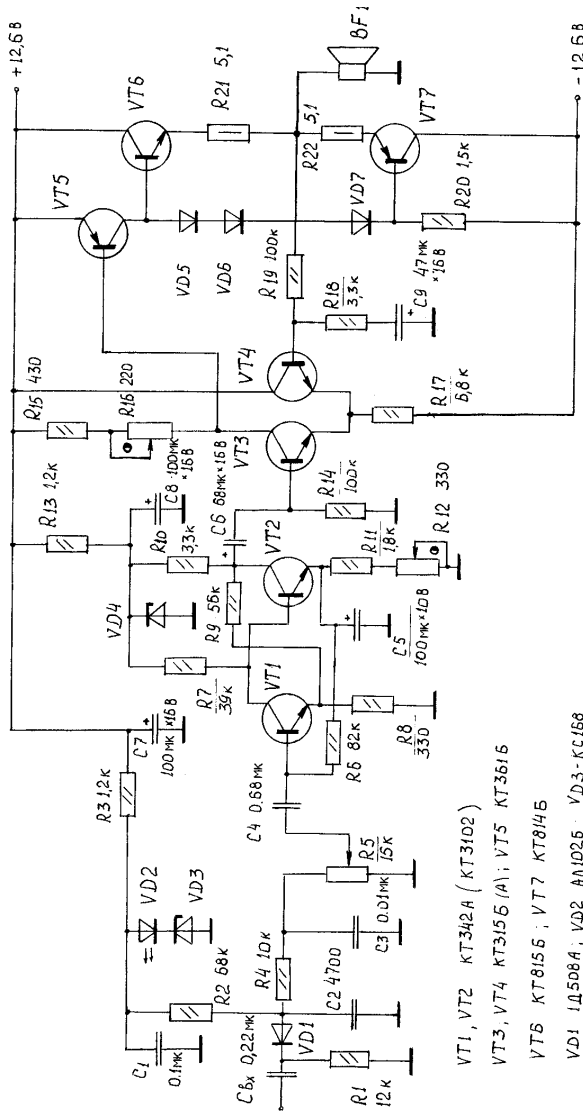 +12,6В
VT6
R21 5,1
VT5
BF1
R22 5,1
VT7
-12,6В
VD5
VD6
VD7
R20 1,5к
R19 100к
R18
3,3к
C9 47мк
×16В
R15 430
R16 220
VT4
R17
6,8к
R13 1,2к
C8 100мк
×16В
C6 68мк×16В
VT3
R10
3,3к
R14
100к
VT2
R12 330
R11
1,8к
VD4
R9 56к
C5
100мк×10В
R7
39к
VT1
R6 82к
R8
330
C7
100мк×16В
R3 1,2к
C4 0.68мк
R5
15к
VD2
VD3
C3 0.01мк
R4 10к
R2 68к
C2 4700
C1
0.1мк
VD1
Cвх 0,22мк
R1
12к
VT1, VT2 КТ342А (КТ3102)
VT3, VT4 КТ315Б (А); VT5 КТ361Б
VT6 КТ815Б; VT7 КТ814Б
VD1 1Д508А; VD2 АЛ102Б VD3-КС168